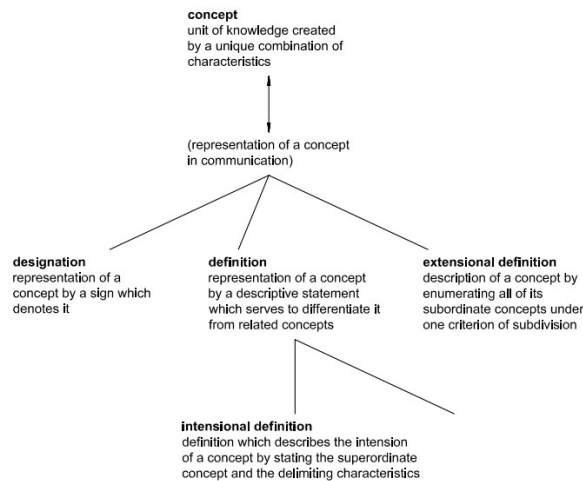 concept
unit of knowledge created
by a unique combination of
characteristics
(representation of a concept
in communication)
designation
representation of a
concept by a sign which
denotes it
definition
representation of a concept
by a descriptive statement
which serves to differentiate it
from related concepts
extensional definition
description of a concept by
enumerating all of its
subordinate concepts under
one criterion of subdivision
intensional definition
definition which describes the intension
of a concept by stating the superordinate
concept and the delimiting characteristics